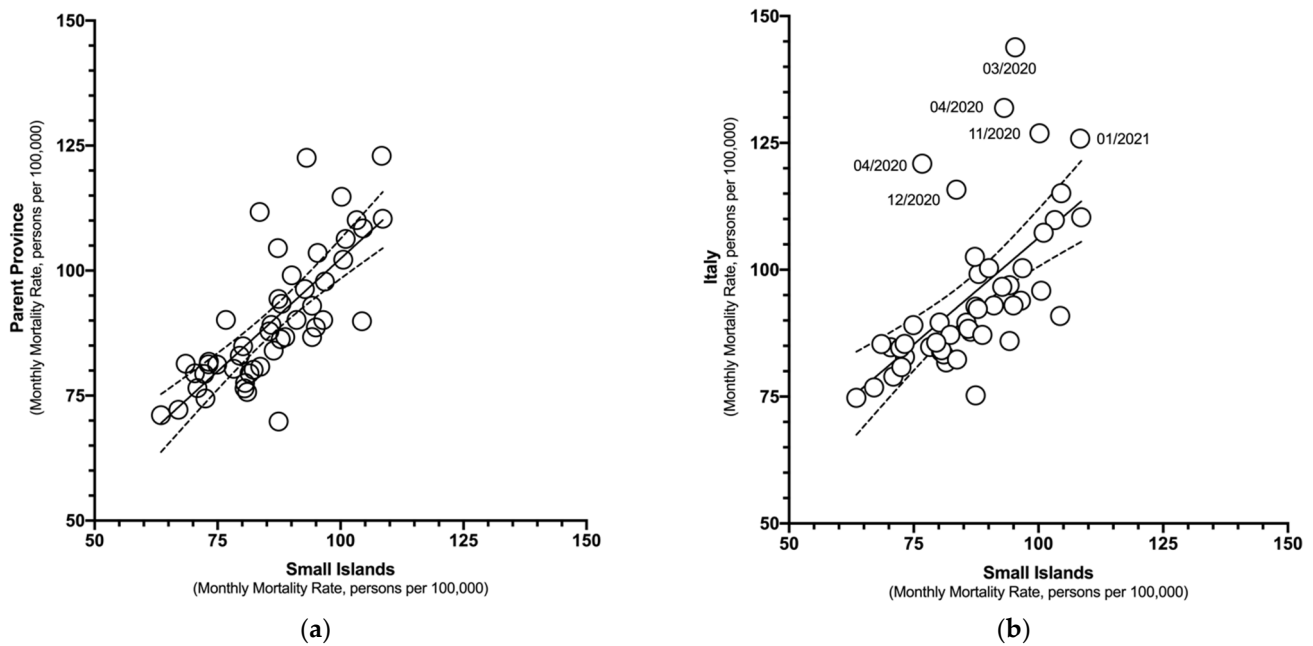 150
125
100
75
50
Parent Province
(Monthly Mortality Rate, persons per 100,000)
50 75 100 125 150
Small Islands
(Monthly Mortality Rate, persons per 100,000)
(a)
150
125
100
75
50
Italy
(Monthly Mortality Rate, persons per 100,000)
03/2020
04/2020
11/2020
01/2021
04/2020
12/2020
50 75 100 125 150
Small Islands
(Monthly Mortality Rate, persons per 100,000)
(b)